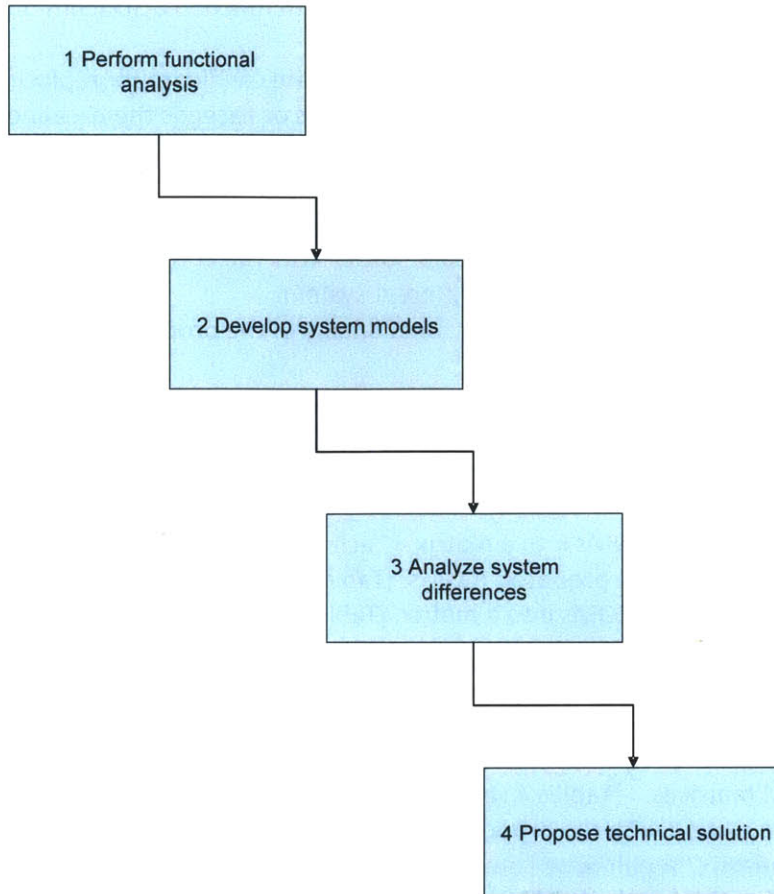 1 Perform functional
analysis
2 Develop system models
3 Analyze system
differences
4 Propose technical solution